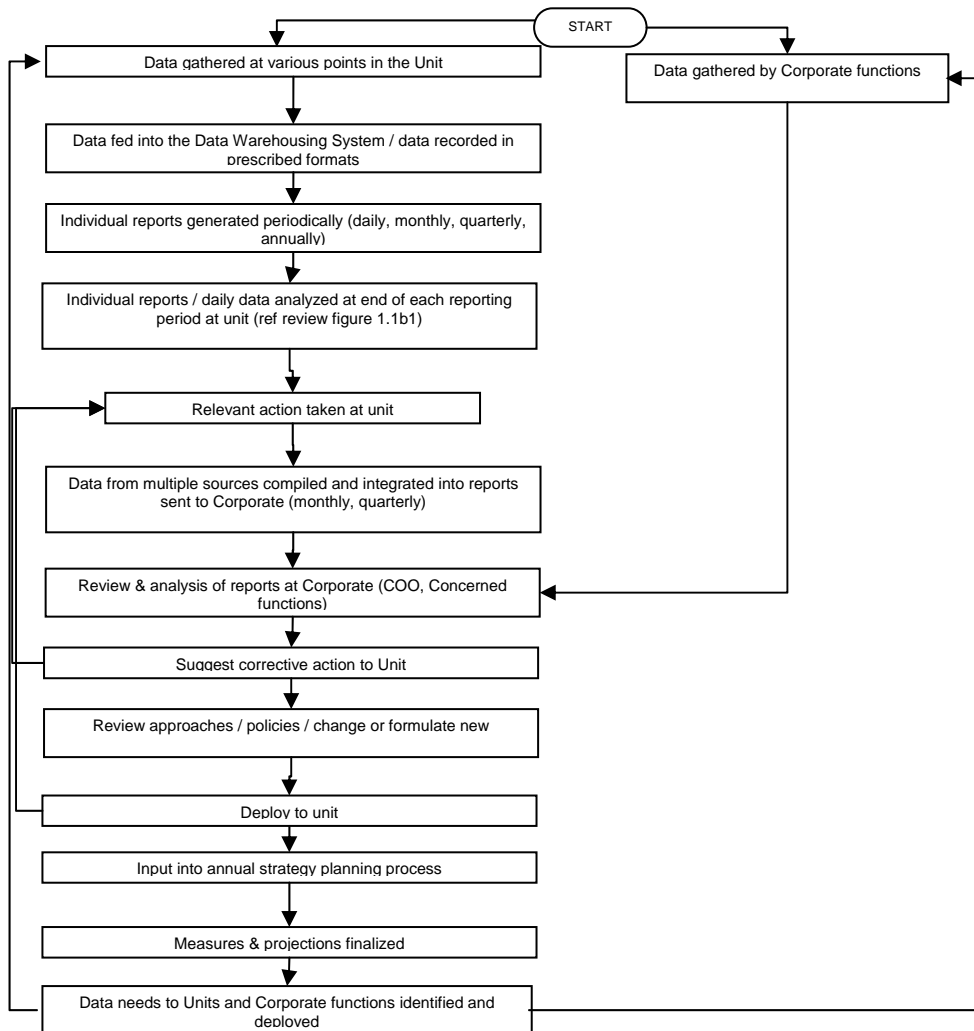 START
Data gathered at various points in the Unit
Data gathered by Corporate functions
Data fed into the Data Warehousing System / data recorded in
prescribed formats
Individual reports generated periodically (daily, monthly, quarterly,
annually)
Individual reports / daily data analyzed at end of each reporting
period at unit (ref review figure 1.1b1)
Relevant action taken at unit
Data from multiple sources compiled and integrated into reports
sent to Corporate (monthly, quarterly)
Review & analysis of reports at Corporate (COO, Concerned
functions)
Suggest corrective action to Unit
Review approaches / policies / change or formulate new
Deploy to unit
Input into annual strategy planning process
Measures & projections finalized
Data needs to Units and Corporate functions identified and
deployed